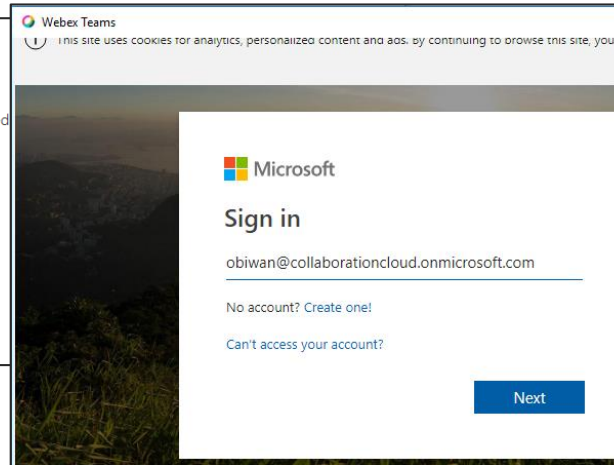 Webex Teams
This site uses cookies for analytics, personalized content and ads. By continuing to browse this site, you
d
Microsoft
Sign in
obiwan@collaborationcloud.onmicrosoft.com
No account? Create one!
Can't access your account?
Next